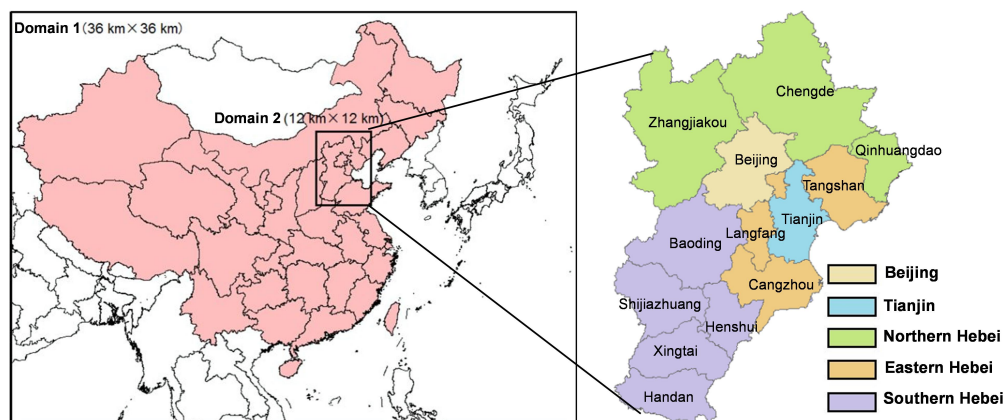 Domain 1 (36 km×36 km)
Domain 2 (12 km×12 km)
Chengde
Zhangjiakou
Qinhuangdao
Beijing
Tangshan
Tianjin
Langfang
Baoding
Cangzhou
Shijiazhuang
Henshui
Xingtai
Handan
Beijing
Tianjin
Northern Hebei
Eastern Hebei
Southern Hebei